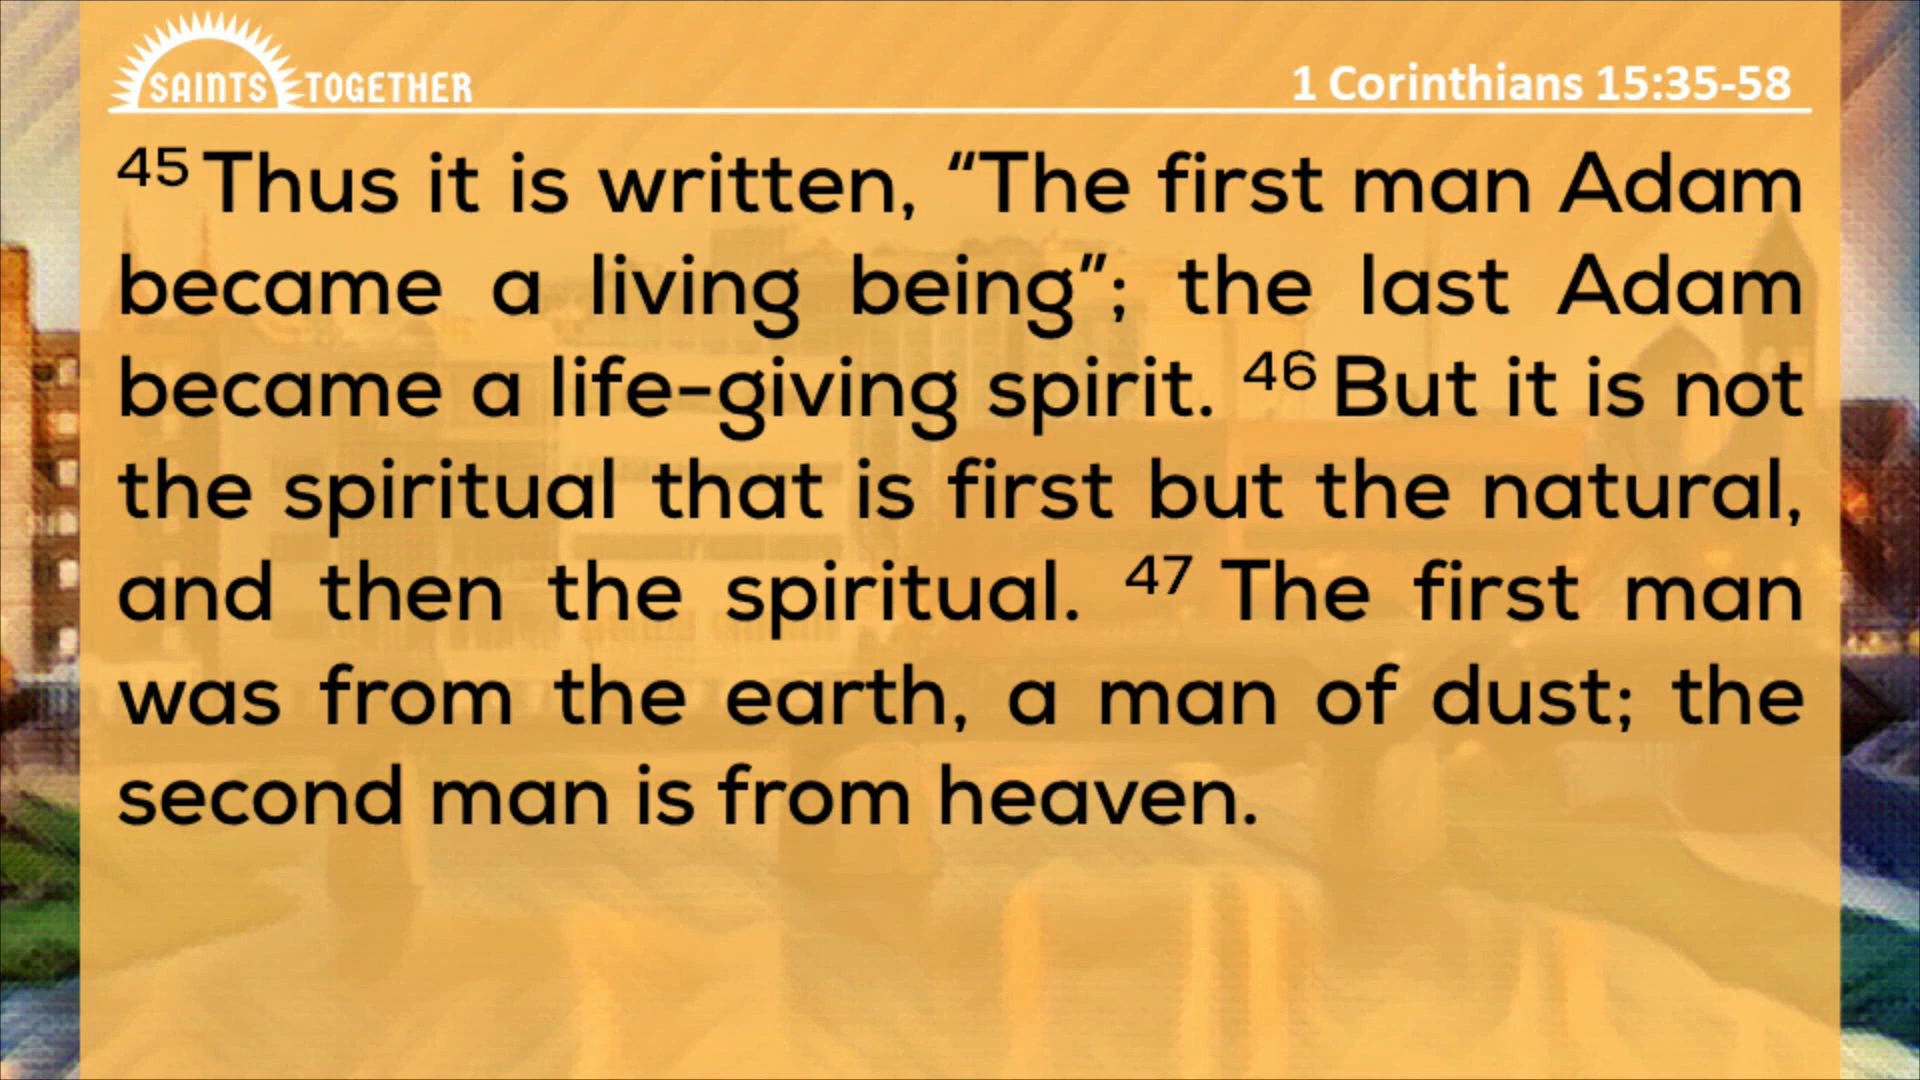 SAINTS TOGETHER
1 Corinthians 15:35-58
45 Thus it is written, “The first man Adam
became a living being”; the last Adam
became a life-giving spirit. 46 But it is not
the spiritual that is first but the natural,
and then the spiritual. 47 The first man
was from the earth, a man of dust; the
second man is from heaven.